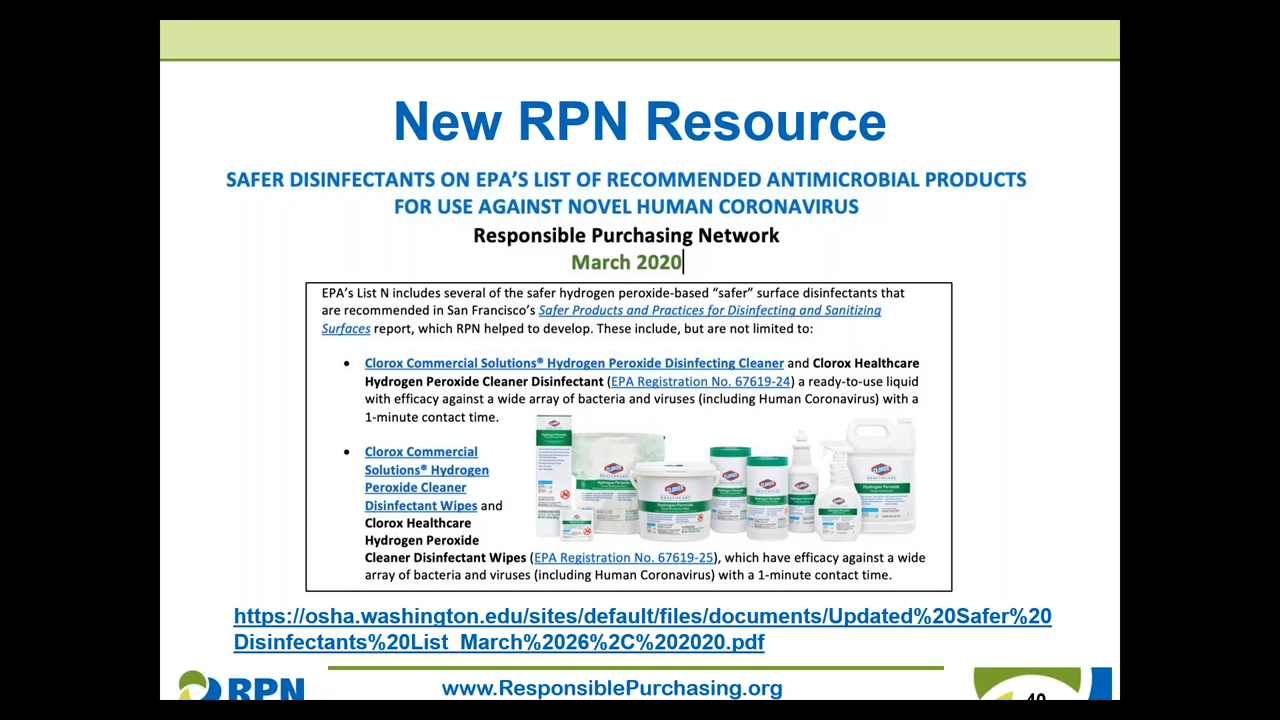 New RPN Resource
SAFER DISINFECTANTS ON EPA'S LIST OF RECOMMENDED ANTIMICROBIAL PRODUCTS
FOR USE AGAINST NOVEL HUMAN CORONAVIRUS
Responsible Purchasing Network
March 2020
EPA's List N includes several of the safer hydrogen peroxide-based "safer" surface disinfectants that
are recommended in San Francisco's Safer Products and Practices for Disinfecting and Sanitizing
Surfaces report, which RPN helped to develop. These include, but are not limited to:
• Clorox Commercial Solutions® Hydrogen Peroxide Disinfecting Cleaner and Clorox Healthcare
Hydrogen Peroxide Cleaner Disinfectant (EPA Registration No. 67619-24) a ready-to-use liquid
with efficacy against a wide array of bacteria and viruses (including Human Coronavirus) with a
1-minute contact time.
• Clorox Commercial
Solutions® Hydrogen
Peroxide Cleaner
Disinfectant Wipes and
Clorox Healthcare
Hydrogen Peroxide
Cleaner Disinfectant Wipes (EPA Registration No. 67619-25), which have efficacy against a wide
array of bacteria and viruses (including Human Coronavirus) with a 1-minute contact time.
CLOROX
HEALTHCARE
Hydrogen Peroxide
https://osha.washington.edu/sites/default/files/documents/Updated%20Safer%20
Disinfectants%20List_March%2026%2C%202020.pdf
RPN
www.ResponsiblePurchasing.org